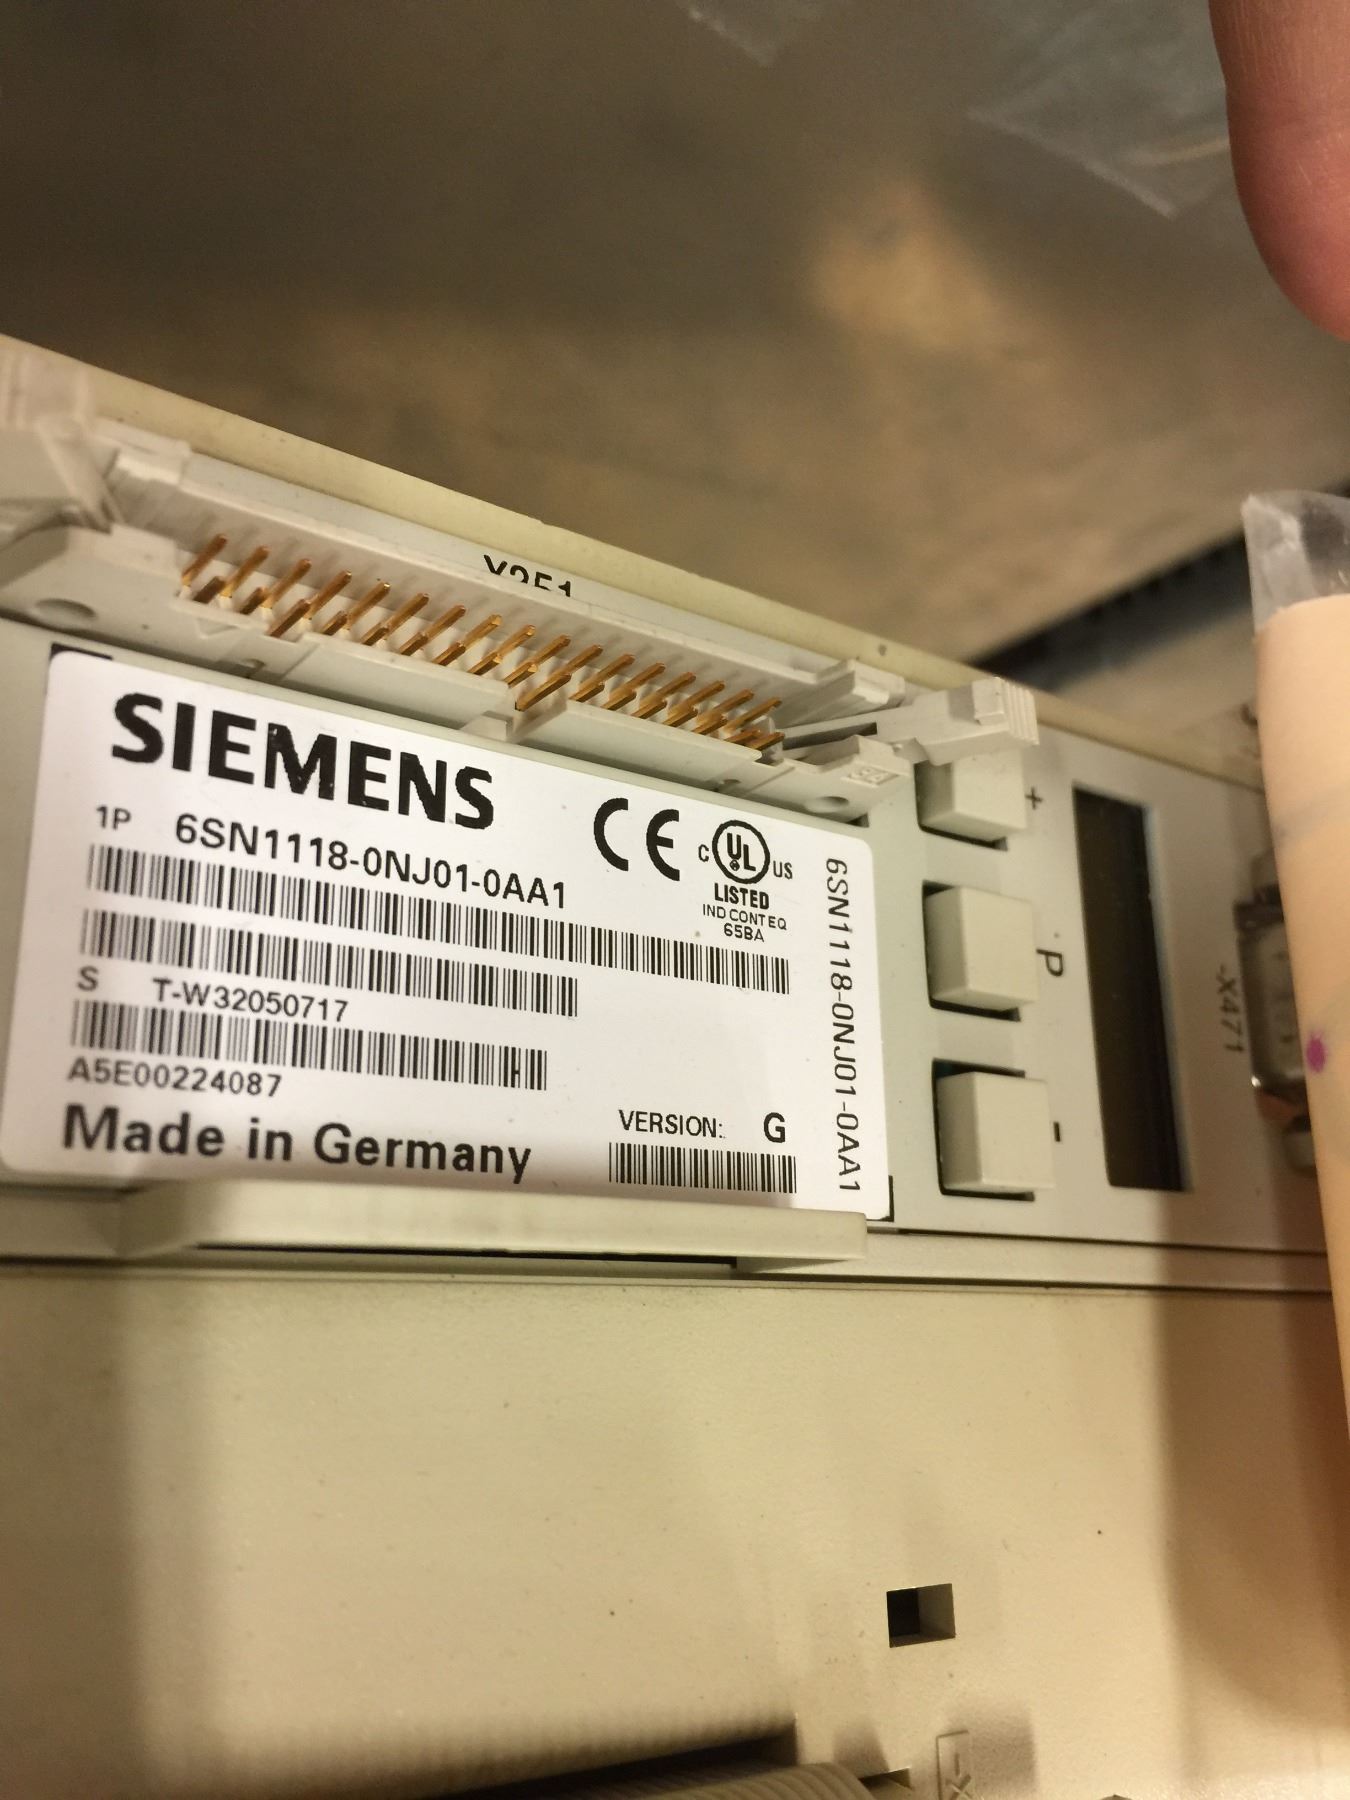 X351
SIEMENS
1P 6SN1118-0NJ01-0AA1
CE
C UL US
LISTED
IND CONT EQ
65BA
S T-W32050717
A5E00224087
Made in Germany
VERSION: G
6SN1118-0NJ01-0AA1
+
P
-
-X471